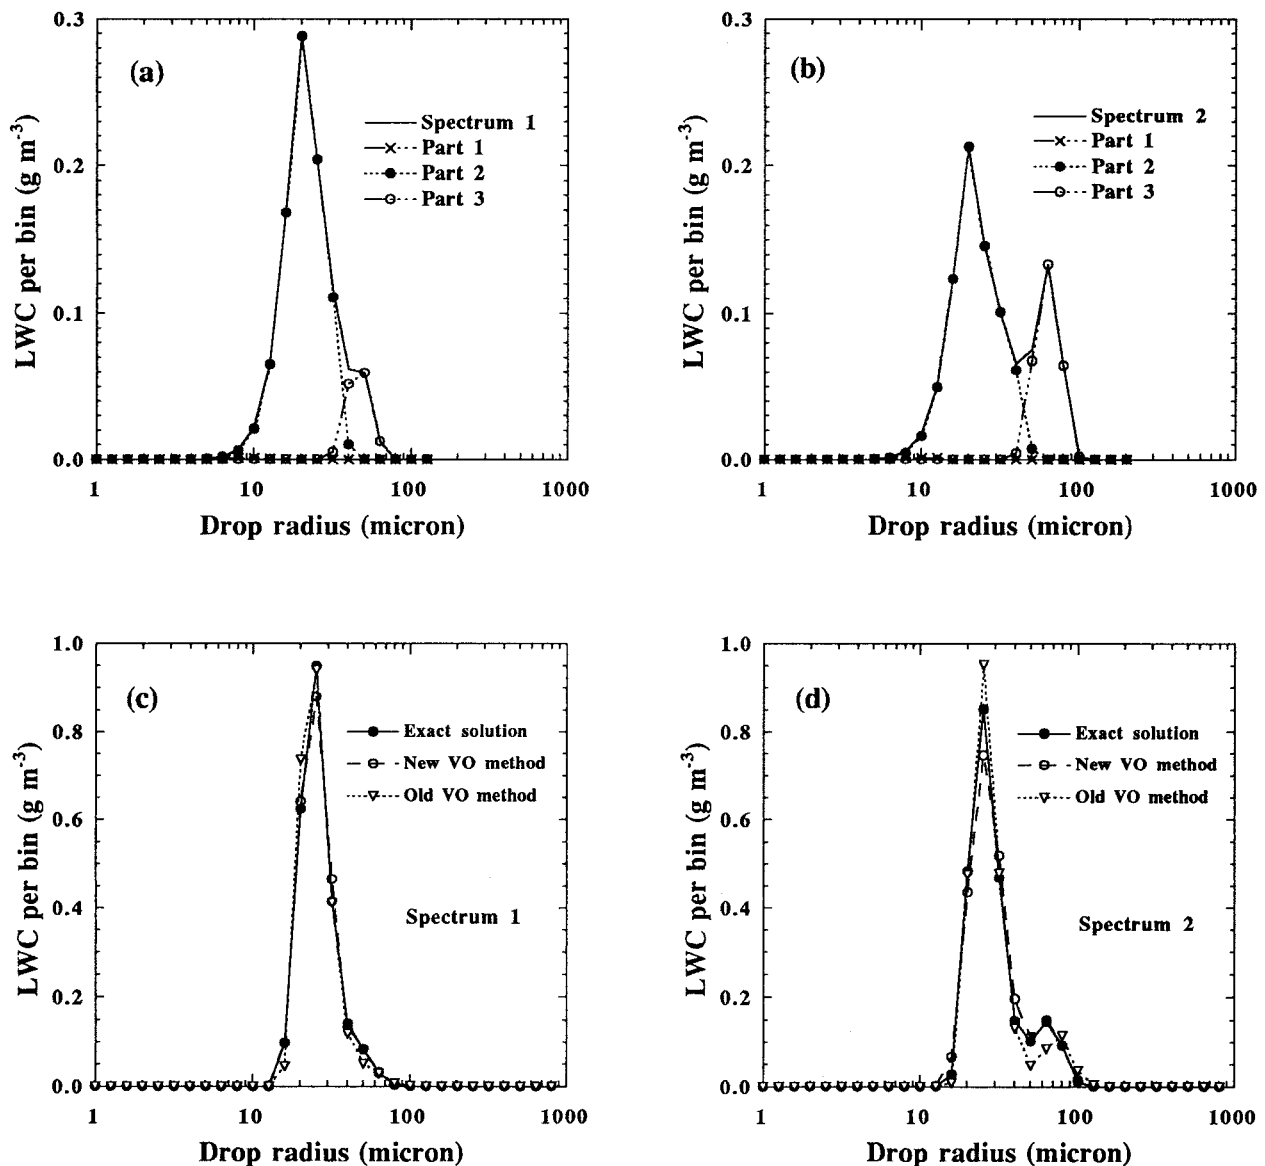 (a)
LWC per bin (g m-3)
0.3
0.2
0.1
0.0
Spectrum 1
Part 1
Part 2
Part 3
1
10
100
1000
Drop radius (micron)
(b)
LWC per bin (g m-3)
0.3
0.2
0.1
0.0
Spectrum 2
Part 1
Part 2
Part 3
1
10
100
1000
Drop radius (micron)
(c)
LWC per bin (g m-3)
1.0
0.8
0.6
0.4
0.2
0.0
Exact solution
New VO method
Old VO method
Spectrum 1
1
10
100
1000
Drop radius (micron)
(d)
LWC per bin (g m-3)
1.0
0.8
0.6
0.4
0.2
0.0
Exact solution
New VO method
Old VO method
Spectrum 2
1
10
100
1000
Drop radius (micron)